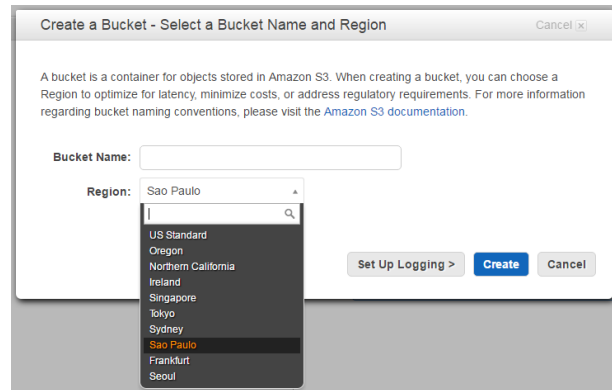 Create a Bucket - Select a Bucket Name and Region
Cancel x
A bucket is a container for objects stored in Amazon S3. When creating a bucket, you can choose a
Region to optimize for latency, minimize costs, or address regulatory requirements. For more information
regarding bucket naming conventions, please visit the Amazon S3 documentation.
Bucket Name:
Region: Sao Paulo
US Standard
Oregon
Northern California
Ireland
Singapore
Tokyo
Sydney
Sao Paulo
Frankfurt
Seoul
Set Up Logging > Create Cancel